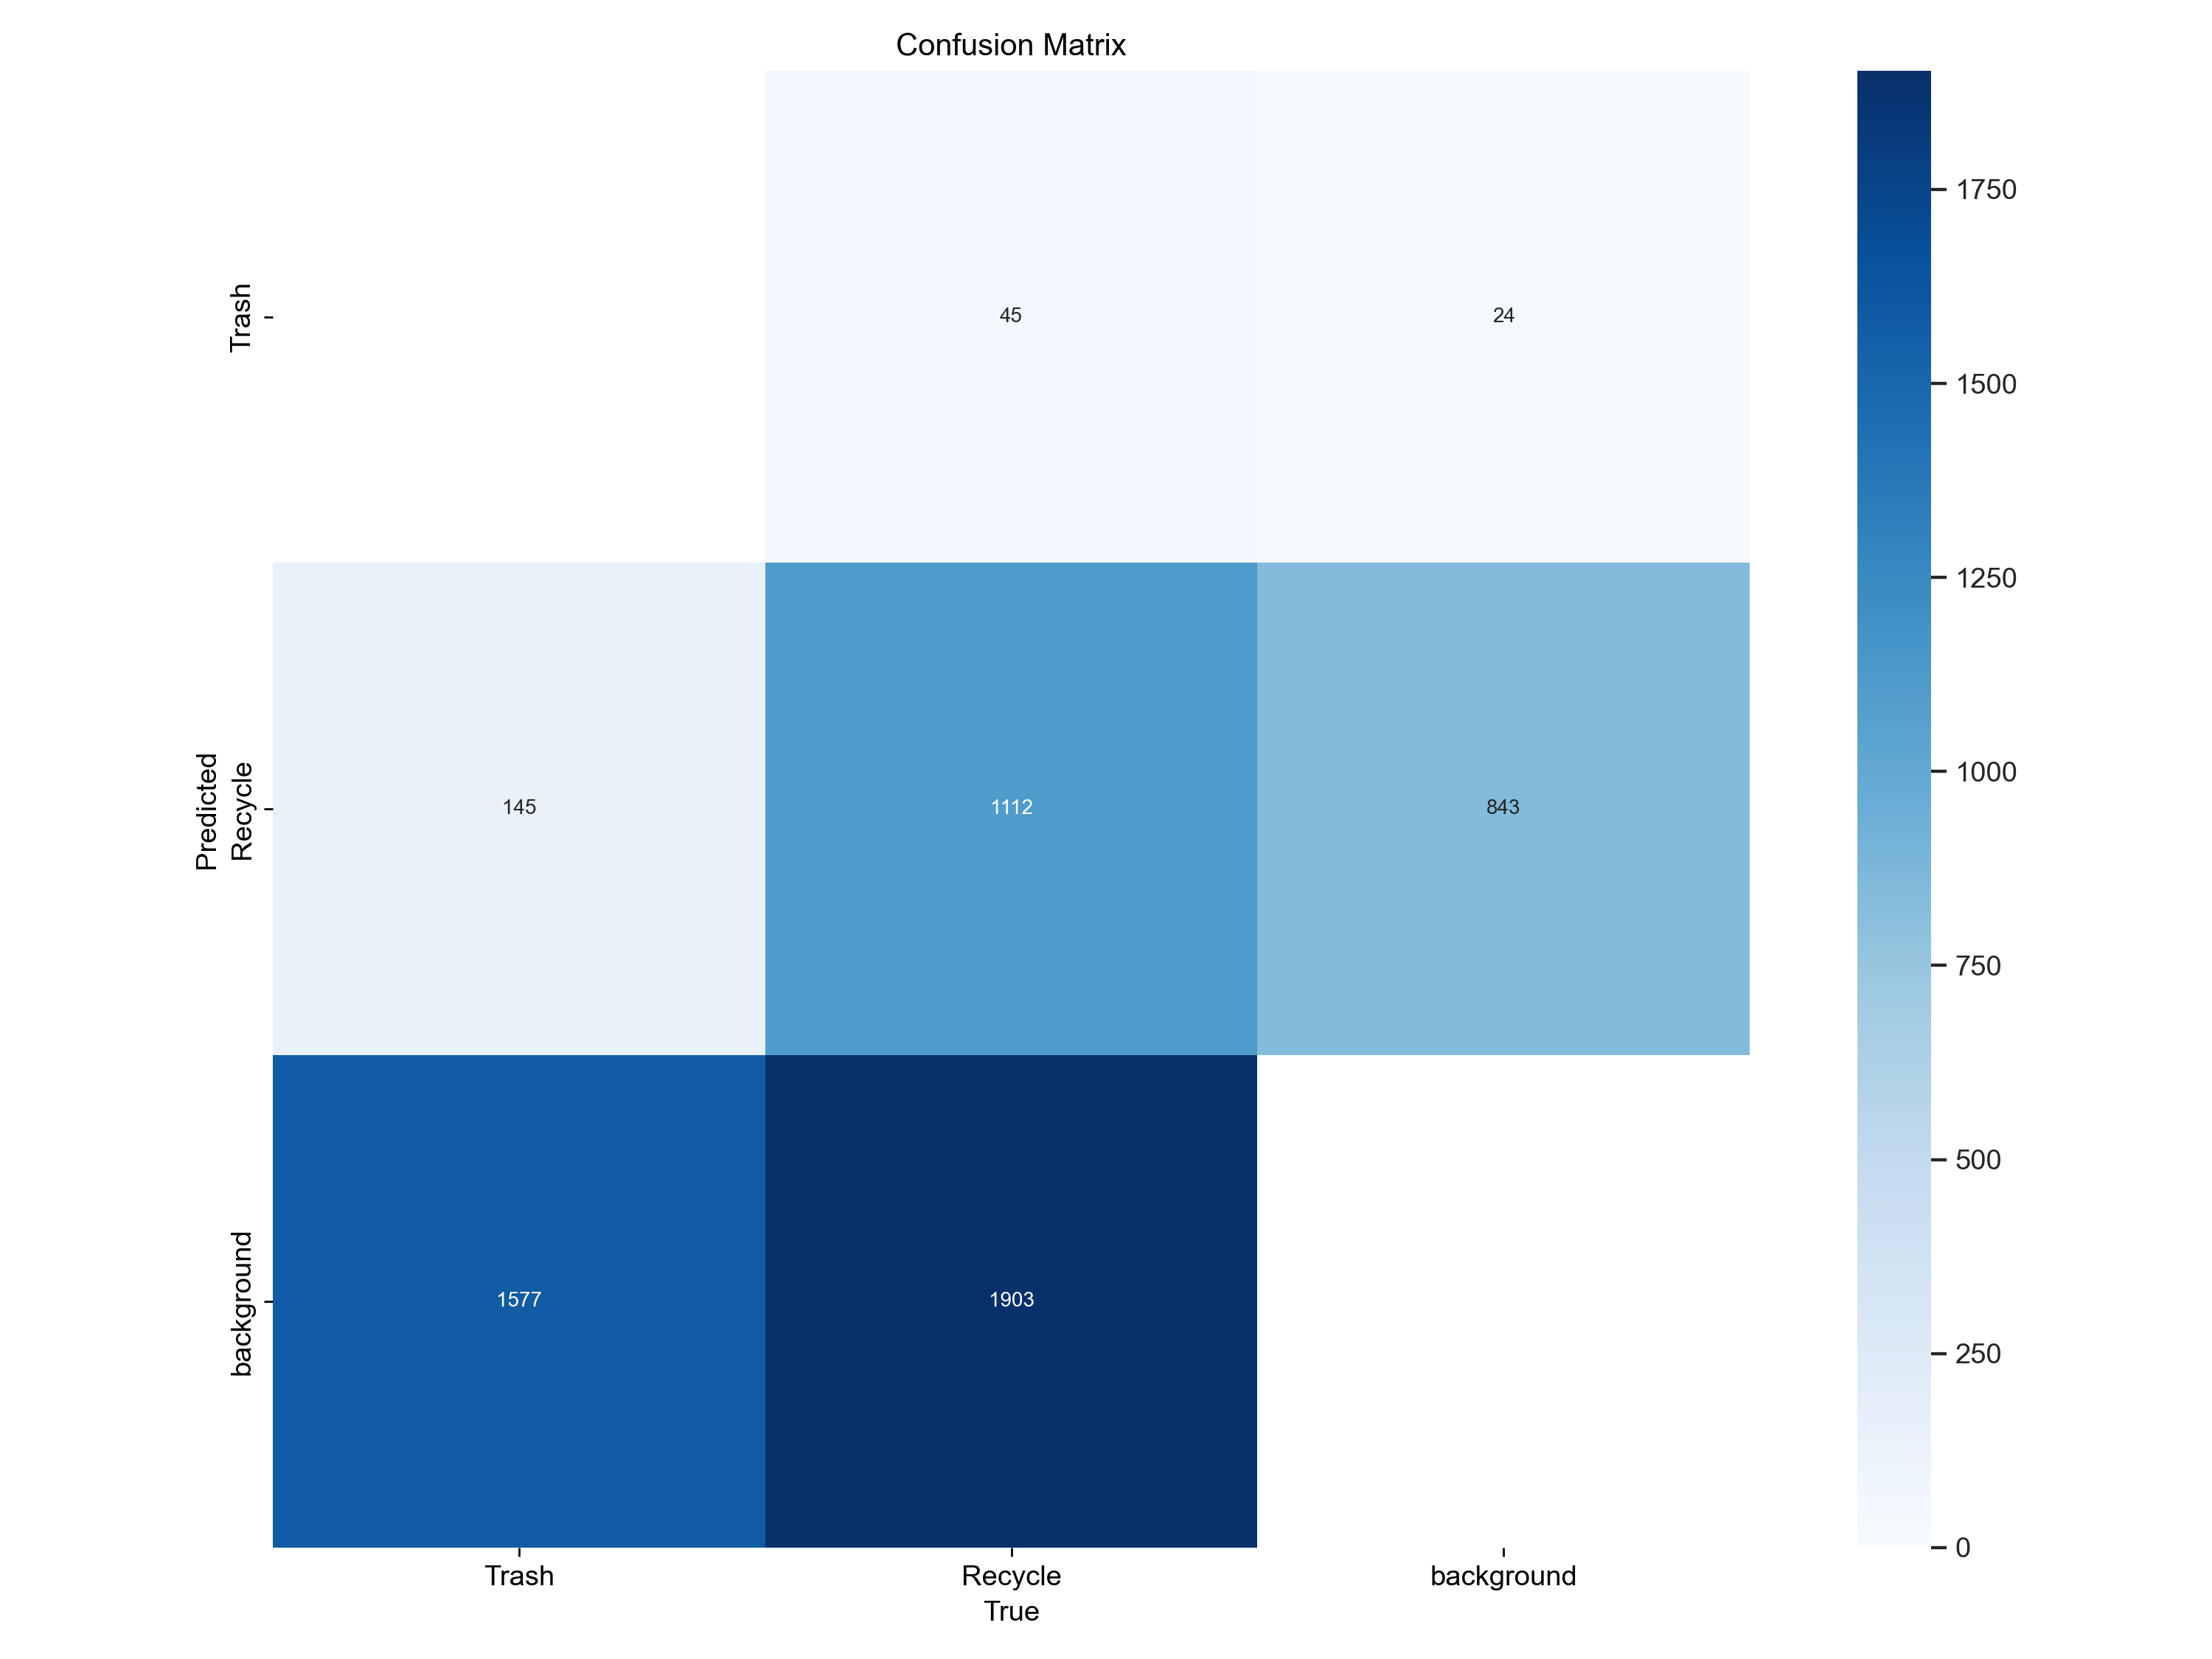 Confusion Matrix
Trash
45
24
Predicted
Recycle
145
1112
843
background
1577
1903
Trash
Recycle
background
True
1750
1500
1250
1000
750
500
250
0